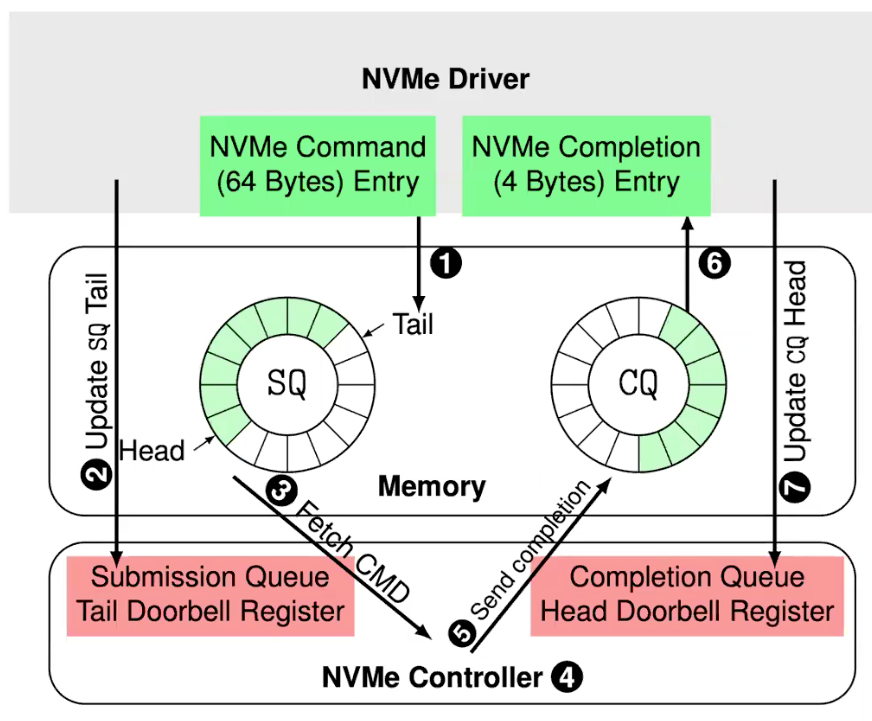 NVMe Driver
NVMe Command
(64 Bytes) Entry
NVMe Completion
(4 Bytes) Entry
1
6
2 Update SQ Tail
Tail
SQ
Head
CQ
7 Update CQ Head
Memory
3 Fetch CMD
5 Send completion
Submission Queue
Tail Doorbell Register
Completion Queue
Head Doorbell Register
NVMe Controller 4